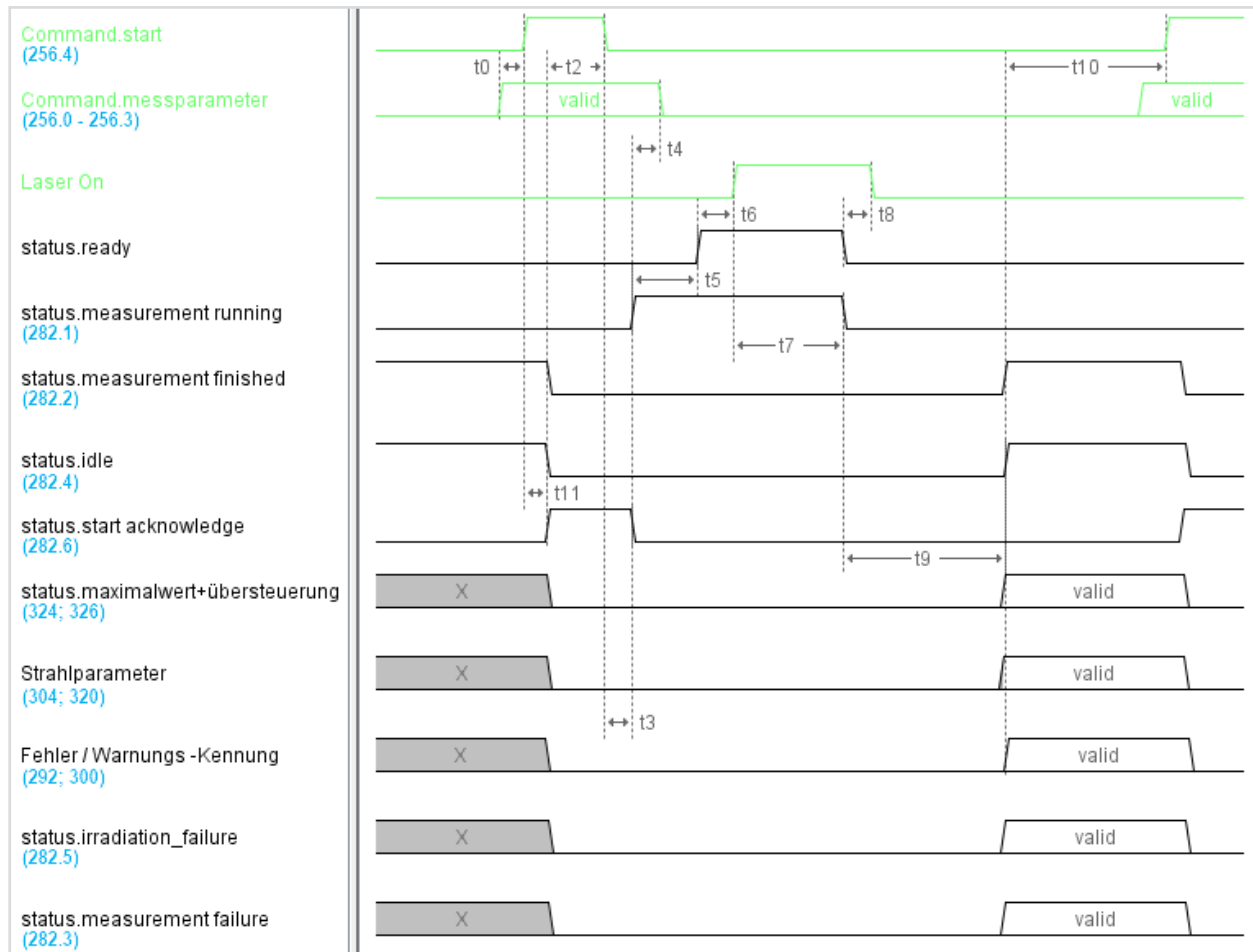 Command.start
(256.4)
t0
t2
t10
Command.messparameter
(256.0 - 256.3)
valid
valid
t4
Laser On
t6
t8
status.ready
t5
status.measurement running
(282.1)
t7
status.measurement finished
(282.2)
status.idle
(282.4)
t11
status.start acknowledge
(282.6)
t9
status.maximalwert+übersteuerung
(324; 326)
X
valid
Strahlparameter
(304; 320)
X
valid
t3
Fehler / Warnungs -Kennung
(292; 300)
X
valid
status.irradiation_failure
(282.5)
X
valid
status.measurement failure
(282.3)
X
valid